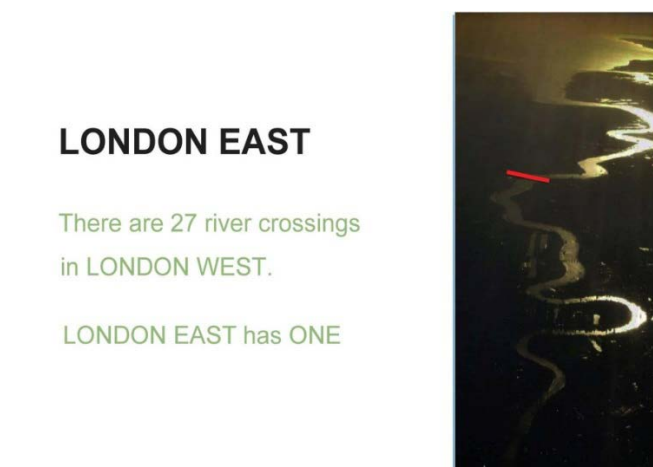 LONDON EAST
There are 27 river crossings
in LONDON WEST.
LONDON EAST has ONE